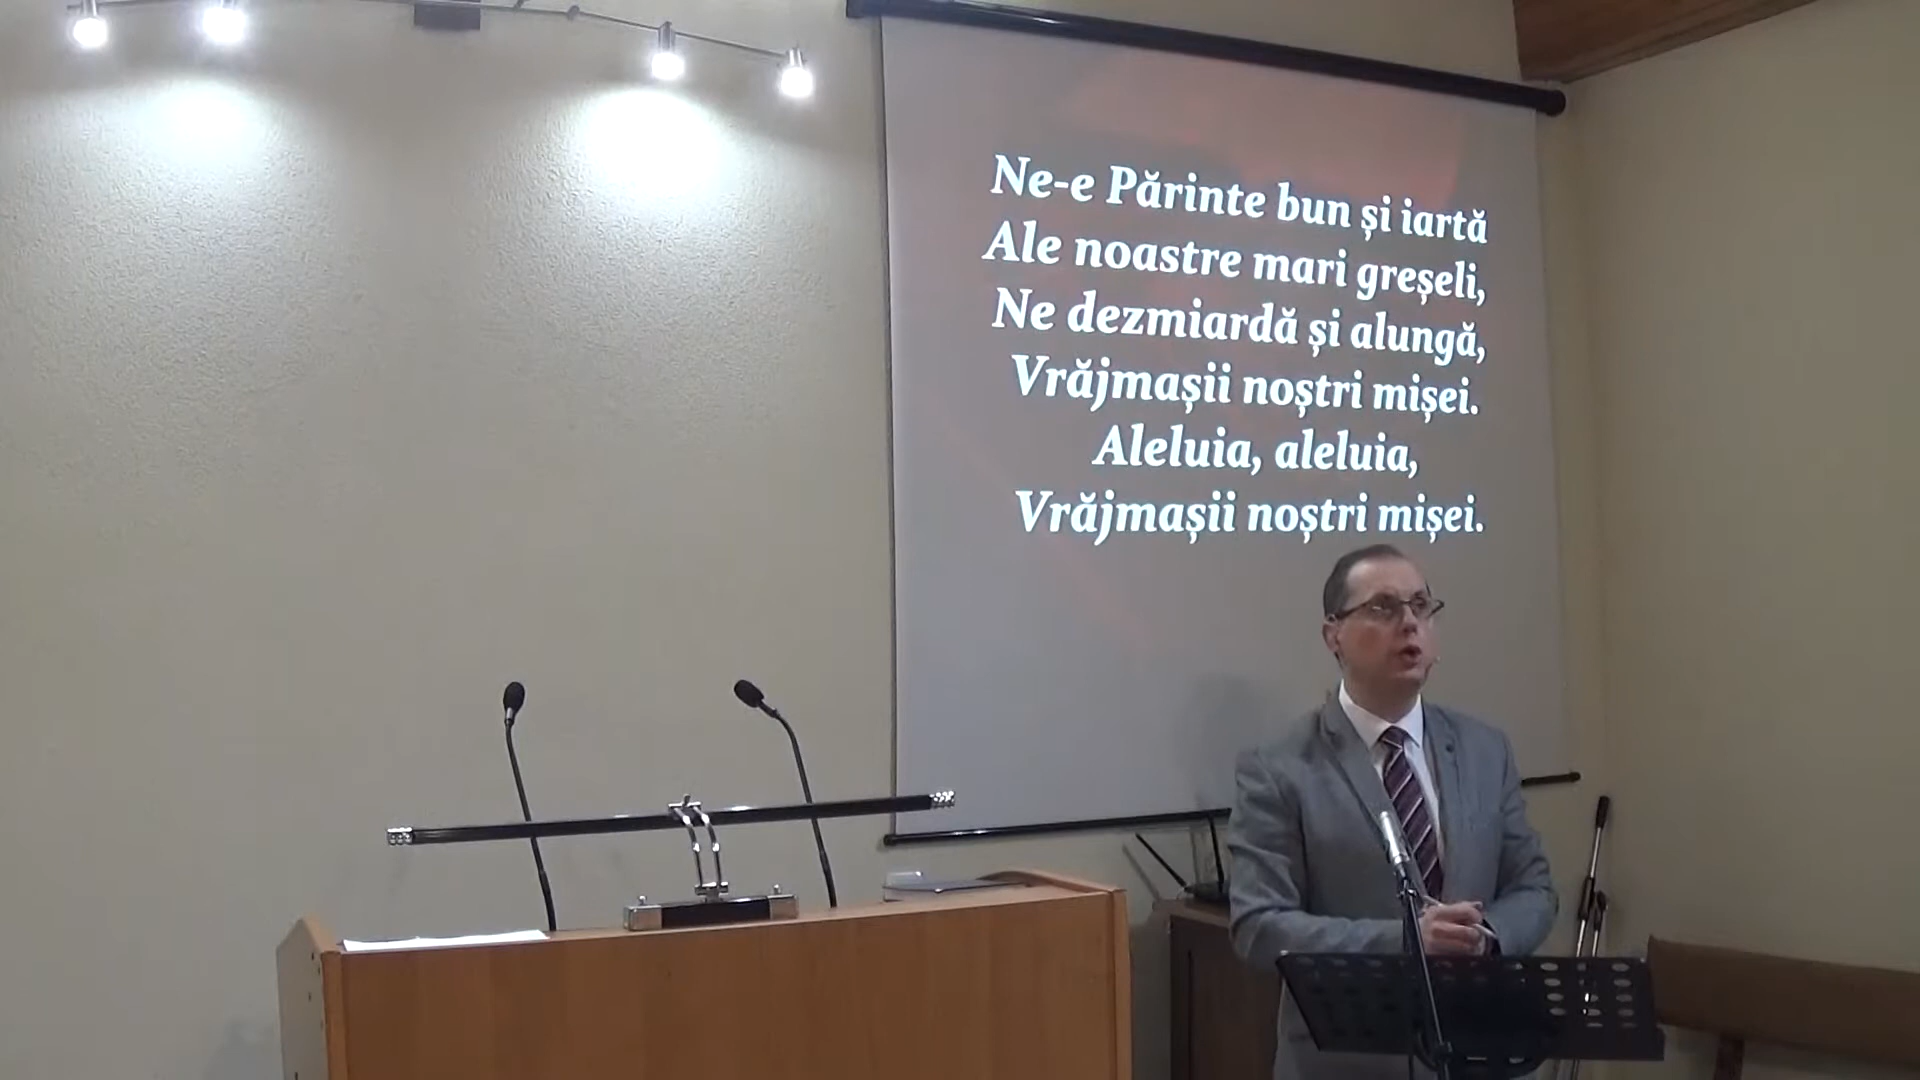 Ne-e Părinte bun și iartă
Ale noastre mari greșeli,
Ne dezmiardă și alungă,
Vrăjmașii noștri mișei.
Aleluia, aleluia,
Vrăjmașii noștri mișei.